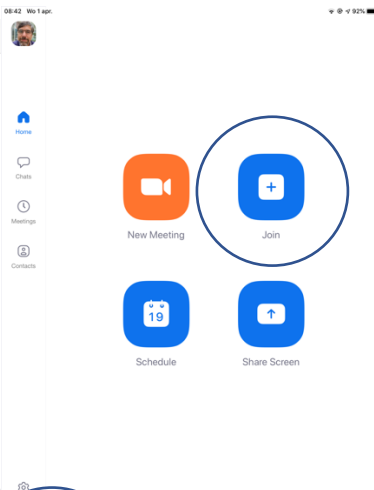 08:42 Wo 1 apr.
92%
Home
Chats
Meetings
Contacts
New Meeting
Join
19
Schedule
Share Screen